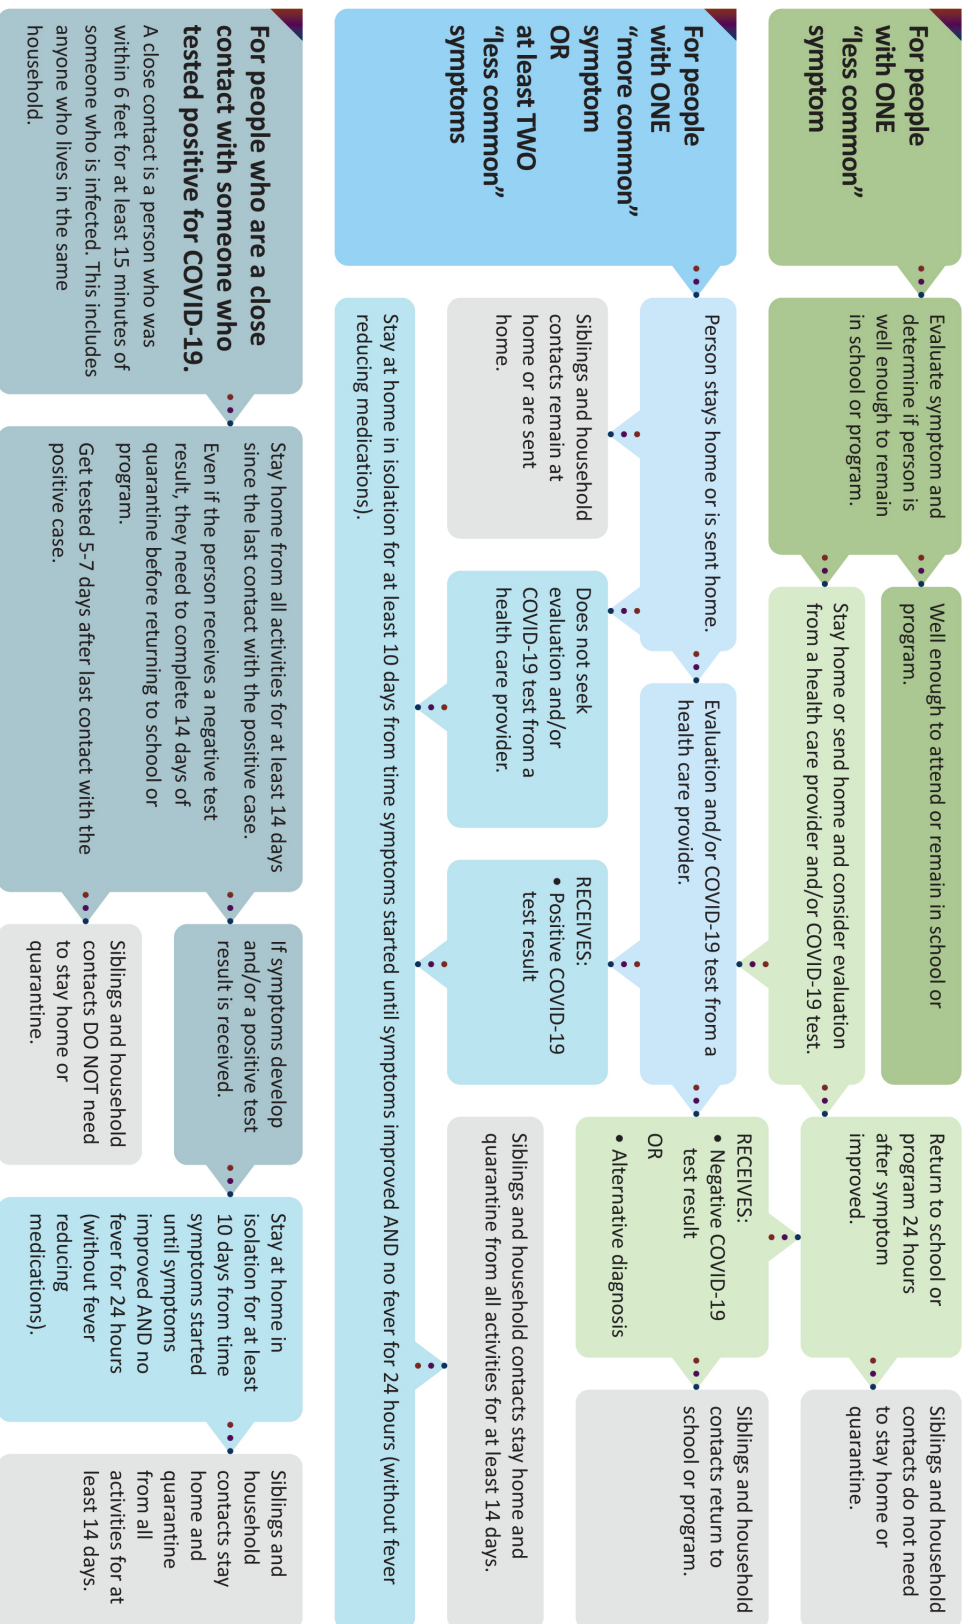 For people
with ONE
“less common”
symptom
Evaluate symptom and
determine if person is
well enough to remain
in school or program.
Well enough to attend or remain in school or
program.
Stay home or send home and consider evaluation
from a health care provider and/or COVID-19 test.
Return to school or
program 24 hours
after symptom
improved.
Siblings and household
contacts do not need
to stay home or
quarantine.
For people
with ONE
“more common”
symptom
OR
at least TWO
“less common”
symptoms
Person stays home or is sent home.
Evaluation and/or COVID-19 test from a
health care provider.
RECEIVES:
• Negative COVID-19
test result
OR
• Alternative diagnosis
Siblings and household
contacts return to
school or program.
Siblings and household
contacts remain at
home or are sent
home.
Does not seek
evaluation and/or
COVID-19 test from a
health care provider.
RECEIVES:
• Positive COVID-19
test result
Siblings and household contacts stay home and
quarantine from all activities for at least 14 days.
Stay at home in isolation for at least 10 days from time symptoms started until symptoms improved AND no fever for 24 hours (without fever
reducing medications).
For people who are a close
contact with someone who
tested positive for COVID-19.
A close contact is a person who was
within 6 feet for at least 15 minutes of
someone who is infected. This includes
anyone who lives in the same
household.
Stay home from all activities for at least 14 days
since the last contact with the positive case.
Even if the person receives a negative test
result, they need to complete 14 days of
quarantine before returning to school or
program.
Get tested 5-7 days after last contact with the
positive case.
If symptoms develop
and/or a positive test
result is received.
Siblings and household
contacts DO NOT need
to stay home or
quarantine.
Stay at home in
isolation for at least
10 days from time
symptoms started
until symptoms
improved AND no
fever for 24 hours
(without fever
reducing
medications).
Siblings and
household
contacts stay
home and
quarantine
from all
activities for at
least 14 days.